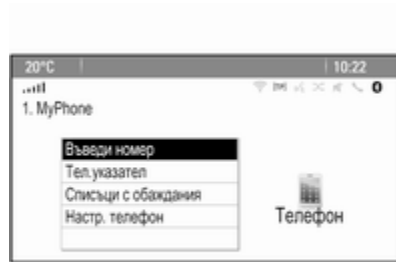 20°C 10:22
1. MyPhone
Въведи номер
Тел.указател
Списъци с обаждания
Настр. телефон
Телефон